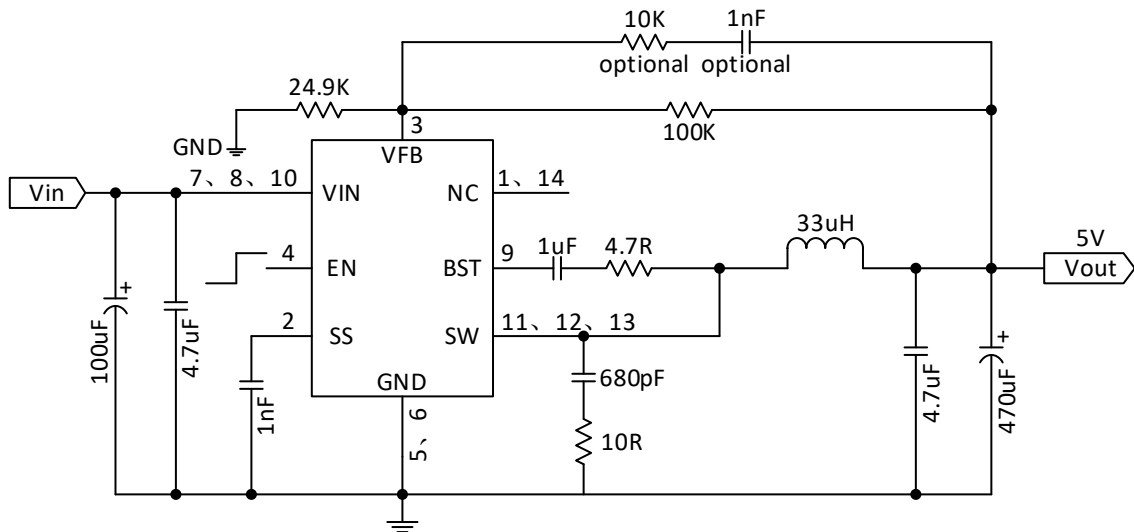 10K
1nF
optional
optional
24.9K
3
100K
GND
VFB
Vin
7、8、10
VIN
NC
1、14
33uH
5V
4
EN
BST
9
1uF
4.7R
Vout
+
100uF
4.7uF
2
SS
SW
11、12、13
+
1nF
GND
680pF
4.7uF
470uF
5、6
10R